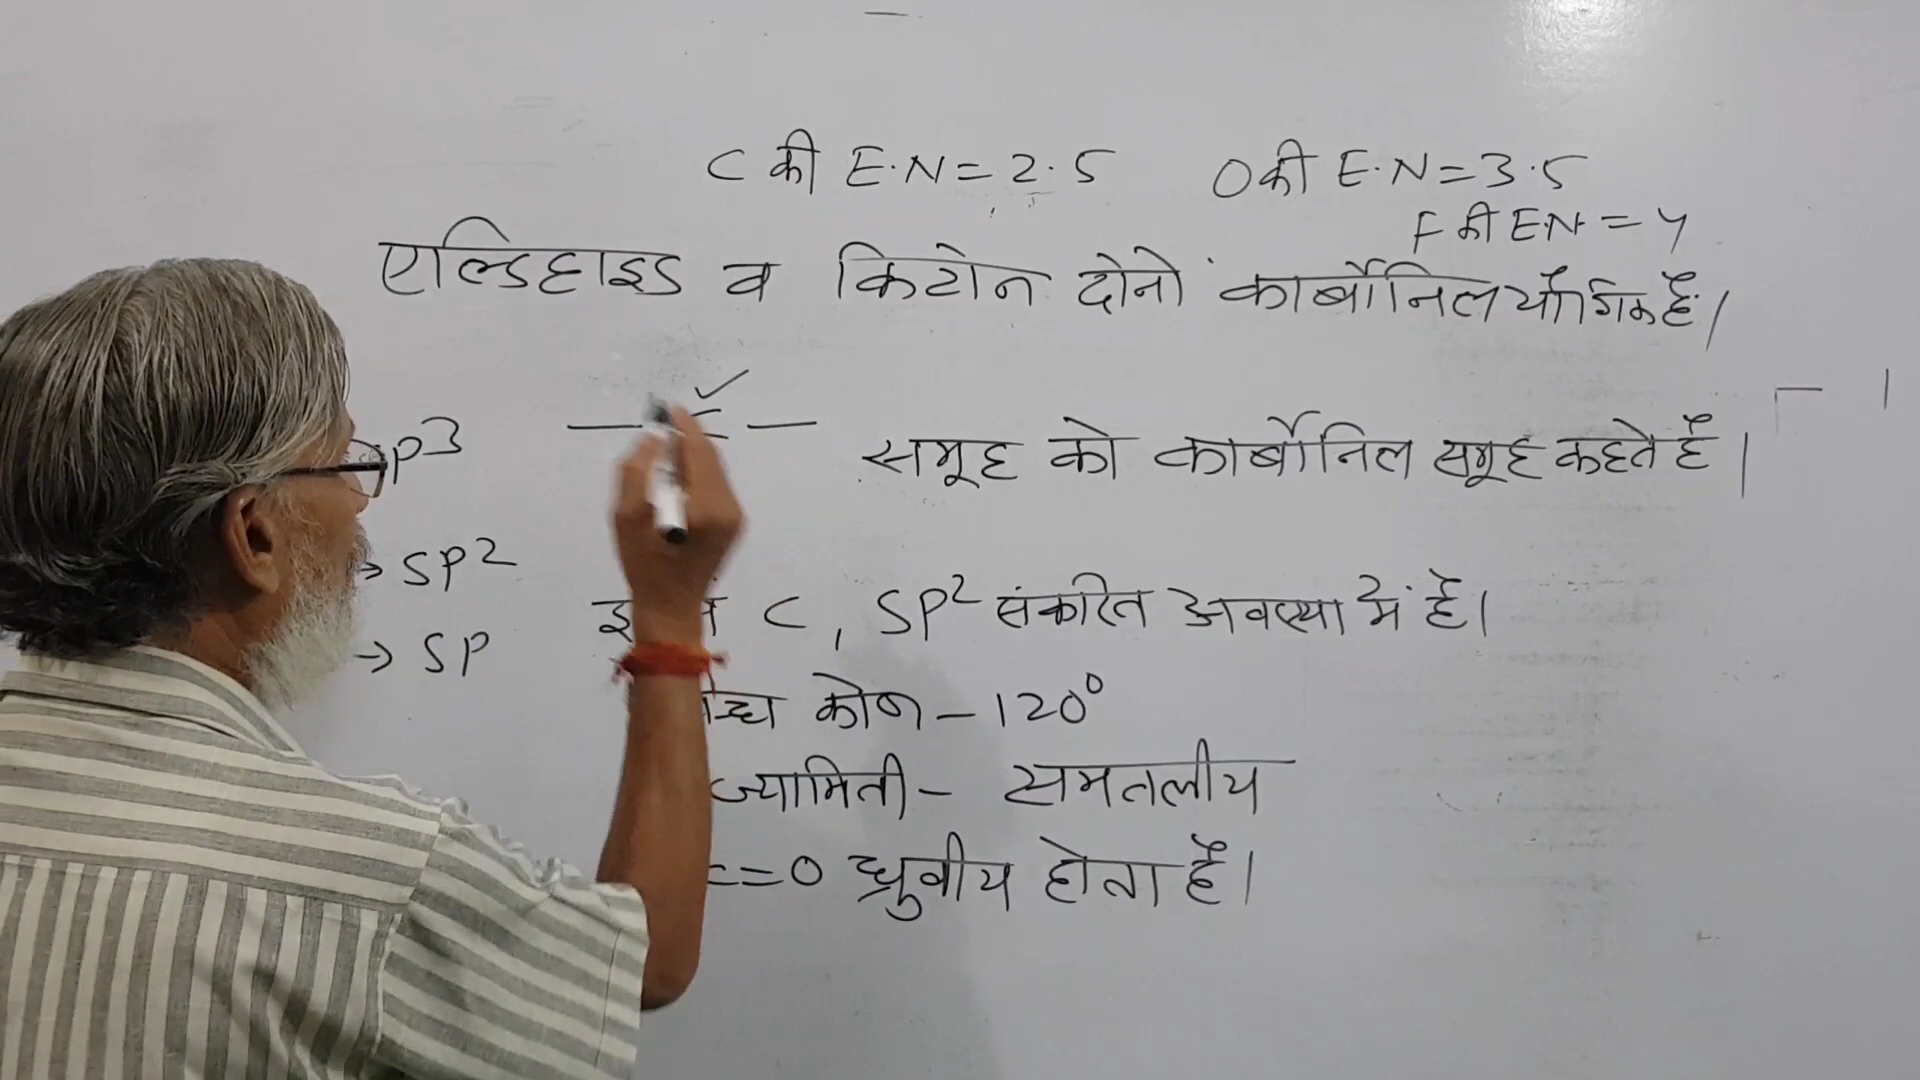 C की E.N = 2.5 O की E.N = 3.5
F की E.N = 4
एल्डिहाइड व किटोन दोनो कार्बोनिल यौगिक है।
समूह को कार्बोनिल समूह कहते है।
p3
→ SP2
→ SP
C, SP2 संकरित अवस्था में है।
कोण - 120°
ज्यामिती - समतलीय
C=O ध्रुवीय होता है।